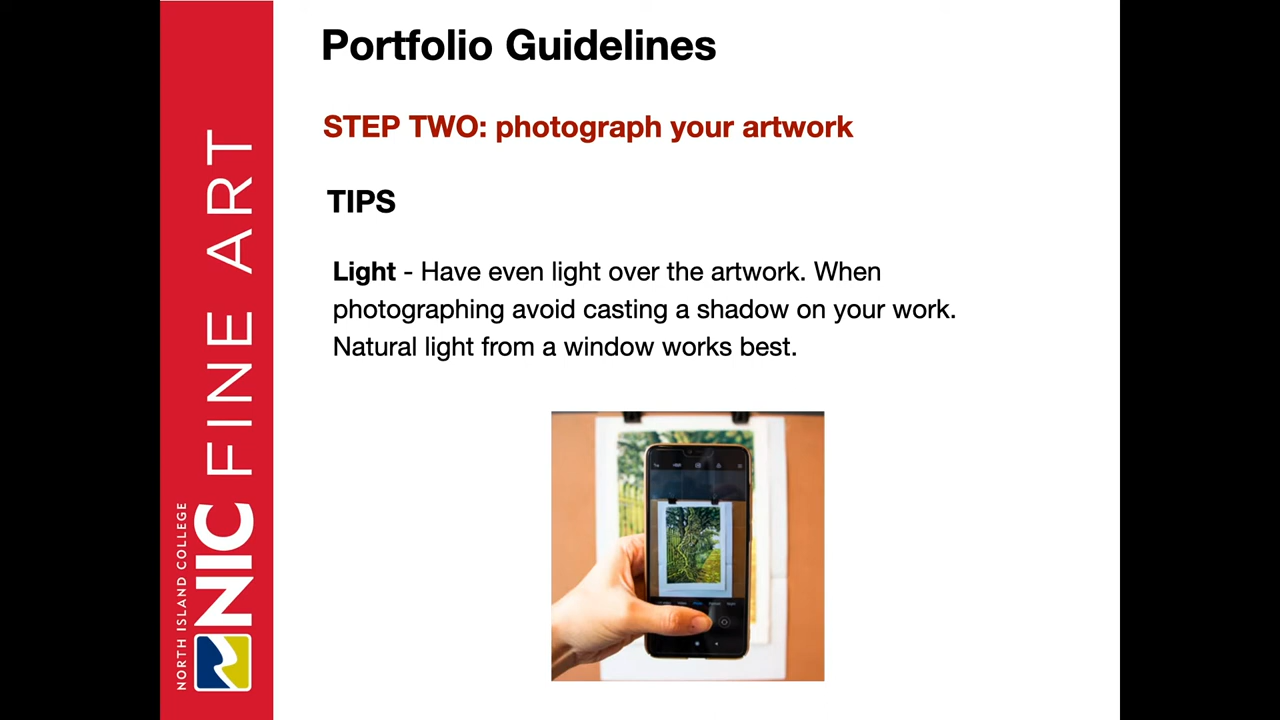 Portfolio Guidelines
STEP TWO: photograph your artwork
TIPS
Light - Have even light over the artwork. When
photographing avoid casting a shadow on your work.
Natural light from a window works best.
NORTH ISLAND COLLEGE
NIC FINE ART